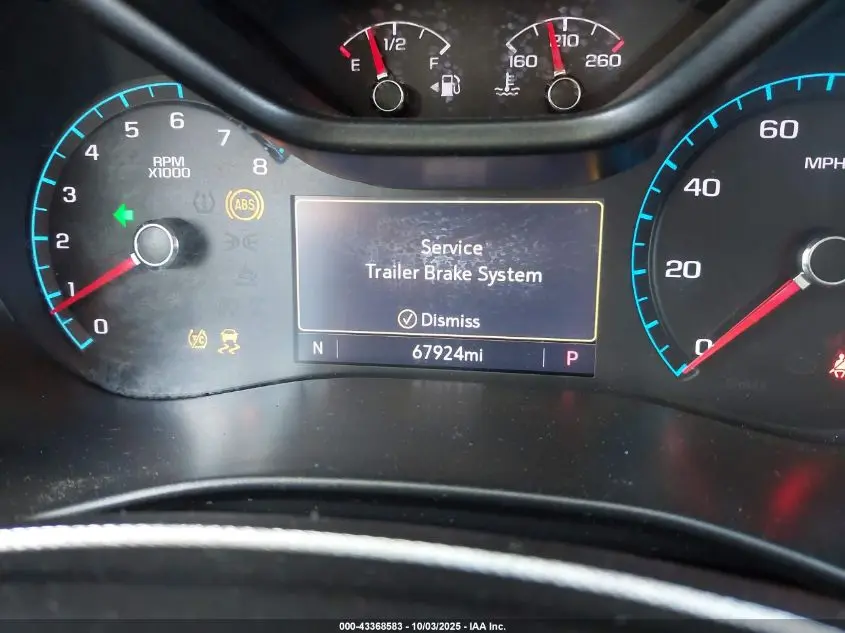 1/2
E
F
210
160
260
5
6
7
4
8
RPM
X1000
3
2
1
0
ABS
TC
Service
Trailer Brake System
Dismiss
N
67924mi
P
60
MPH
40
20
0
000-43368583 - 10/03/2025 - IAA Inc.